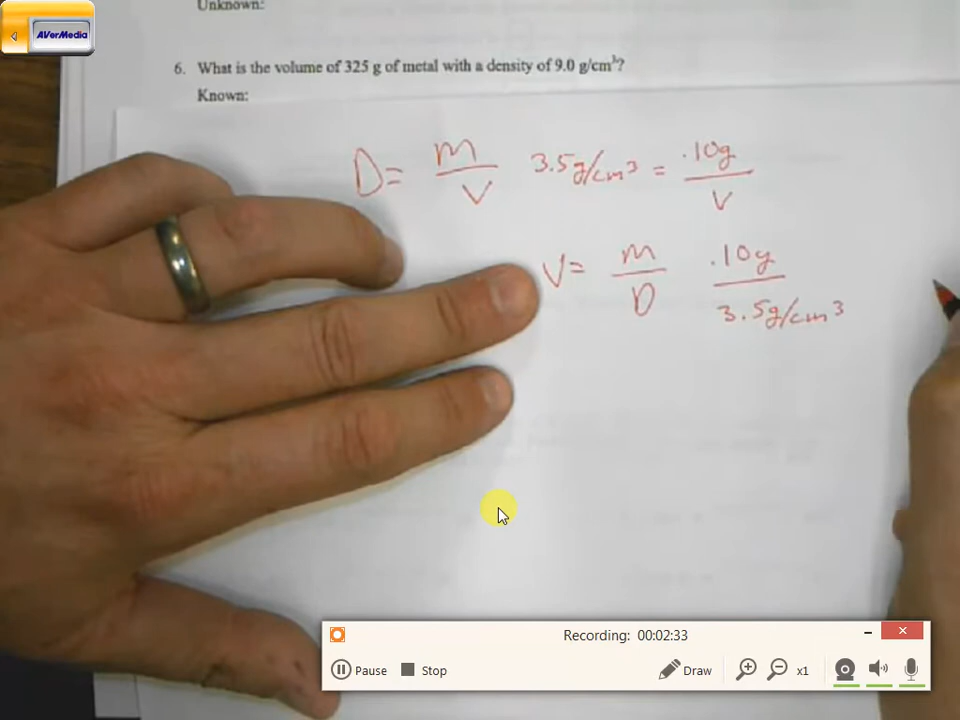 AVerMedia
Unknown:
6. What is the volume of 325 g of metal with a density of 9.0 g/cm³?
Known:
D = m/V 3.5g/cm³ = .10g/V
V = m/D .10g/3.5g/cm³
Recording: 00:02:33
Pause Stop Draw x1